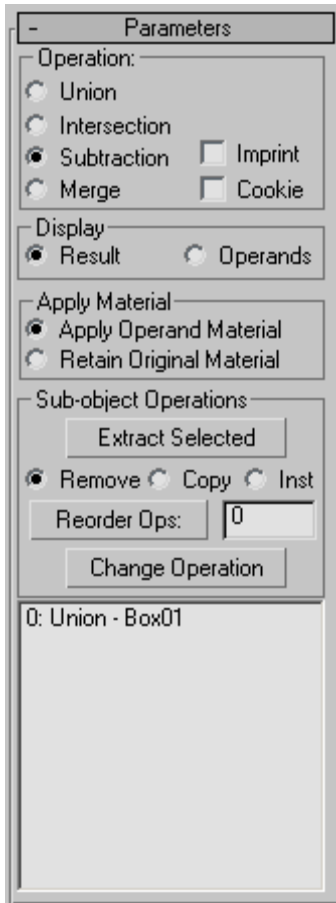 - Parameters
Operation:
Union
Intersection
Subtraction Imprint
Merge Cookie
Display
Result Operands
Apply Material
Apply Operand Material
Retain Original Material
Sub-object Operations
Extract Selected
Remove Copy Inst
Reorder Ops: 0
Change Operation
0: Union - Box01